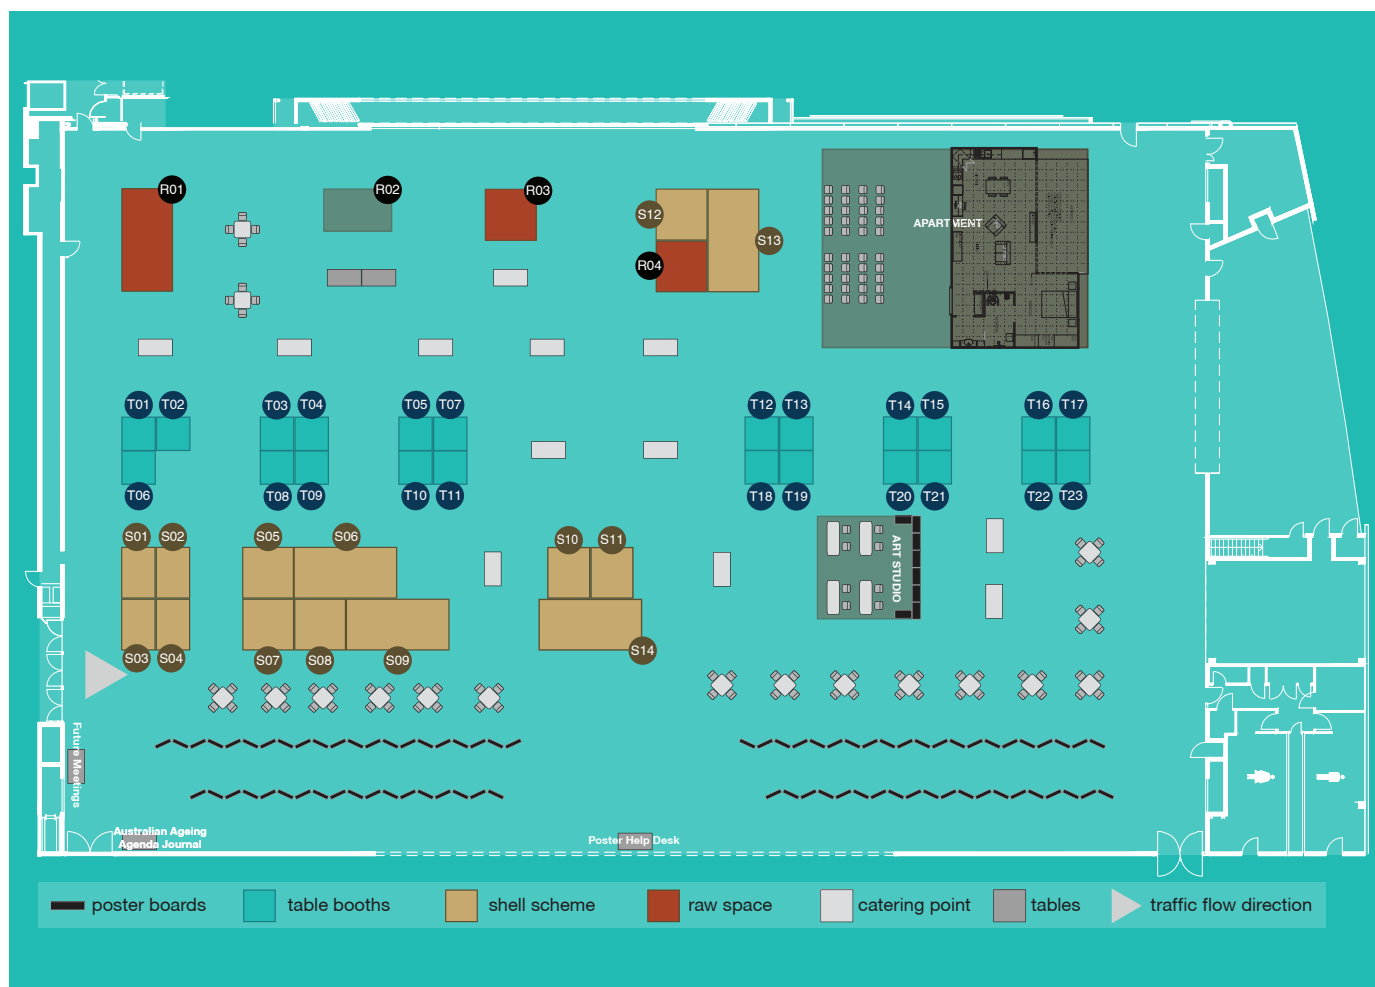 R01
R02
R03
S12
S13
R04
APARTMENT
T01
T02
T03
T04
T05
T07
T12
T13
T14
T15
T16
T17
T06
T08
T09
T10
T11
T18
T19
T20
T21
T22
T23
S01
S02
S05
S06
S10
S11
ART STUDIO
S03
S04
S07
S08
S09
S14
Future Meetings
Australian Ageing
Agenda Journal
Poster Help Desk
poster boards
table booths
shell scheme
raw space
catering point
tables
traffic flow direction